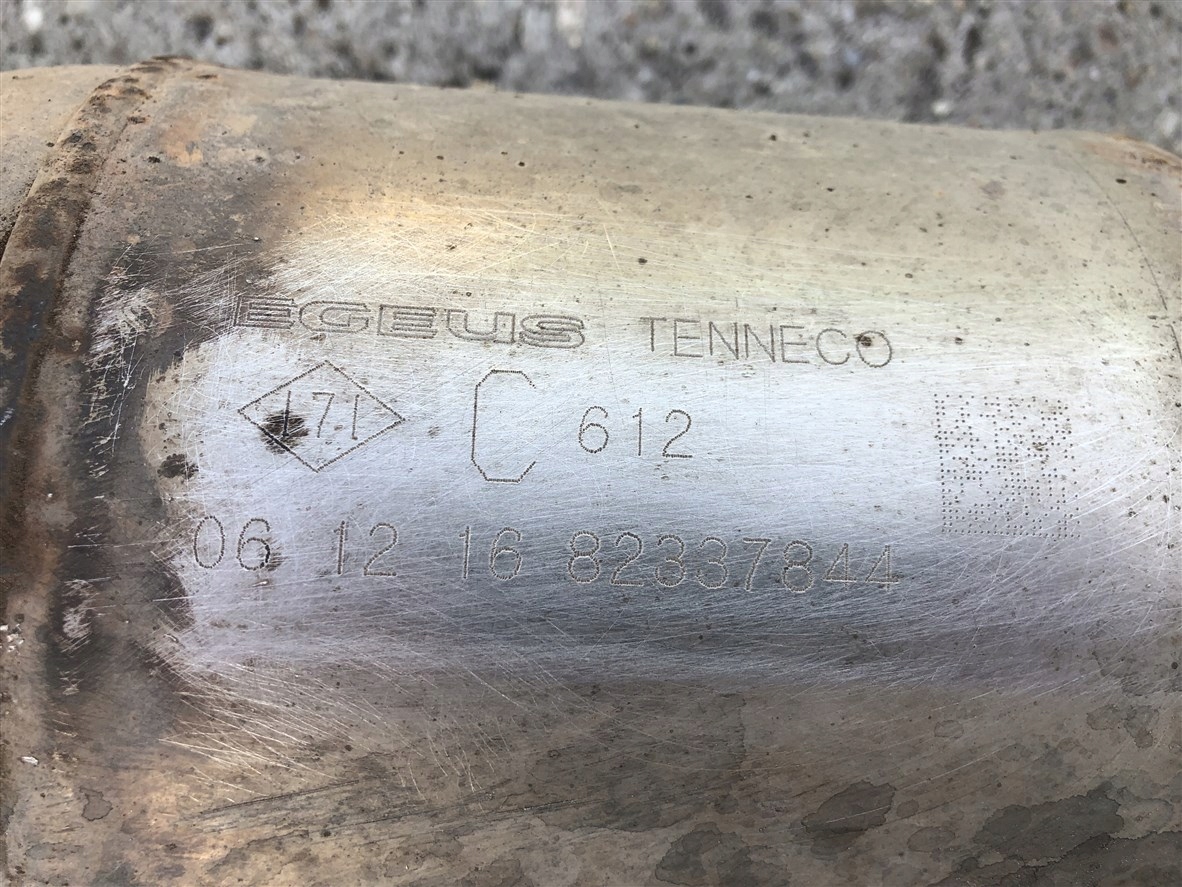 EGEUS TENNECO
171 C 612
06 12 16 82337844